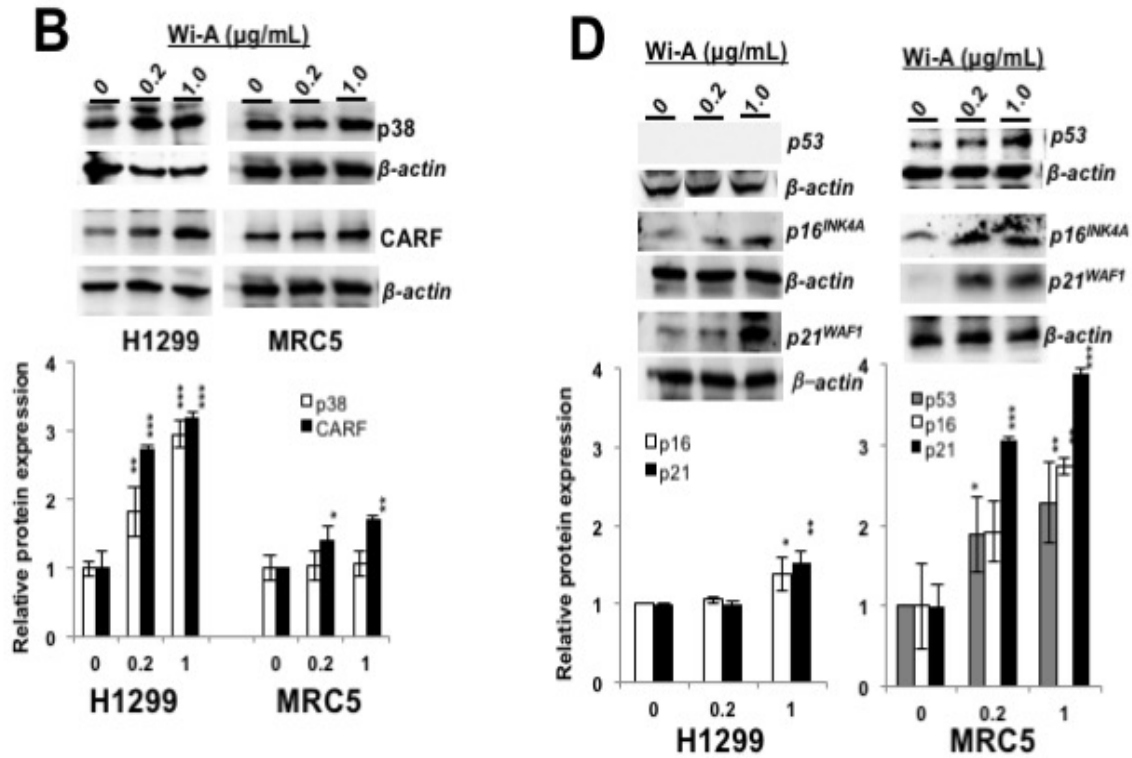 B
Wi-A (µg/mL)
0 0.2 1.0 0 0.2 1.0
p38
β-actin
CARF
β-actin
H1299 MRC5
Relative protein expression
4
3
2
1
0
p38
CARF
** *** *** *** * **
0 0.2 1 0 0.2 1
H1299 MRC5
D
Wi-A (µg/mL)
0 0.2 1.0
p53
β-actin
p16INK4A
β-actin
p21WAF1
β-actin
Relative protein expression
4
3
2
1
0
p16
p21
* **
0 0.2 1
H1299
Wi-A (µg/mL)
0 0.2 1.0
p53
β-actin
p16INK4A
p21WAF1
β-actin
4
3
2
1
0
p53
p16
p21
* *** ** ** ***
0 0.2 1
MRC5